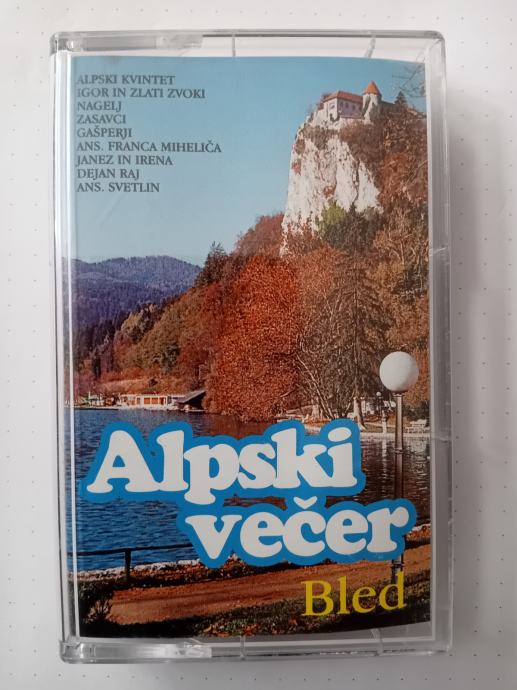 ALPSKI KVINTET
IGOR IN ZLATI ZVOKI
NAGELJ
ZASAVCI
GAŠPERJI
ANS. FRANCA MIHELIČA
JANEZ IN IRENA
DEJAN RAJ
ANS. SVETLIN
Alpski
večer
Bled